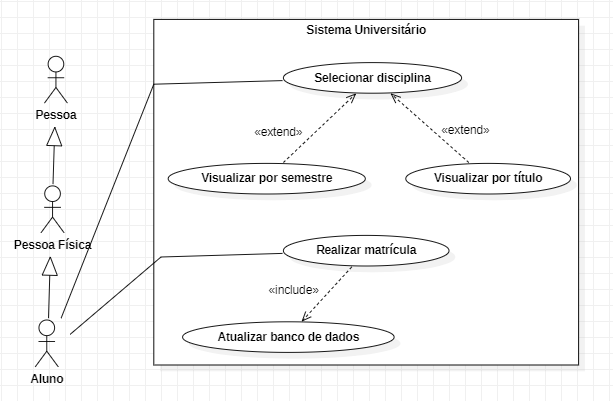 Sistema Universitário
Pessoa
Selecionar disciplina
«extend»
«extend»
Visualizar por semestre
Visualizar por título
Pessoa Física
Realizar matrícula
«include»
Atualizar banco de dados
Aluno